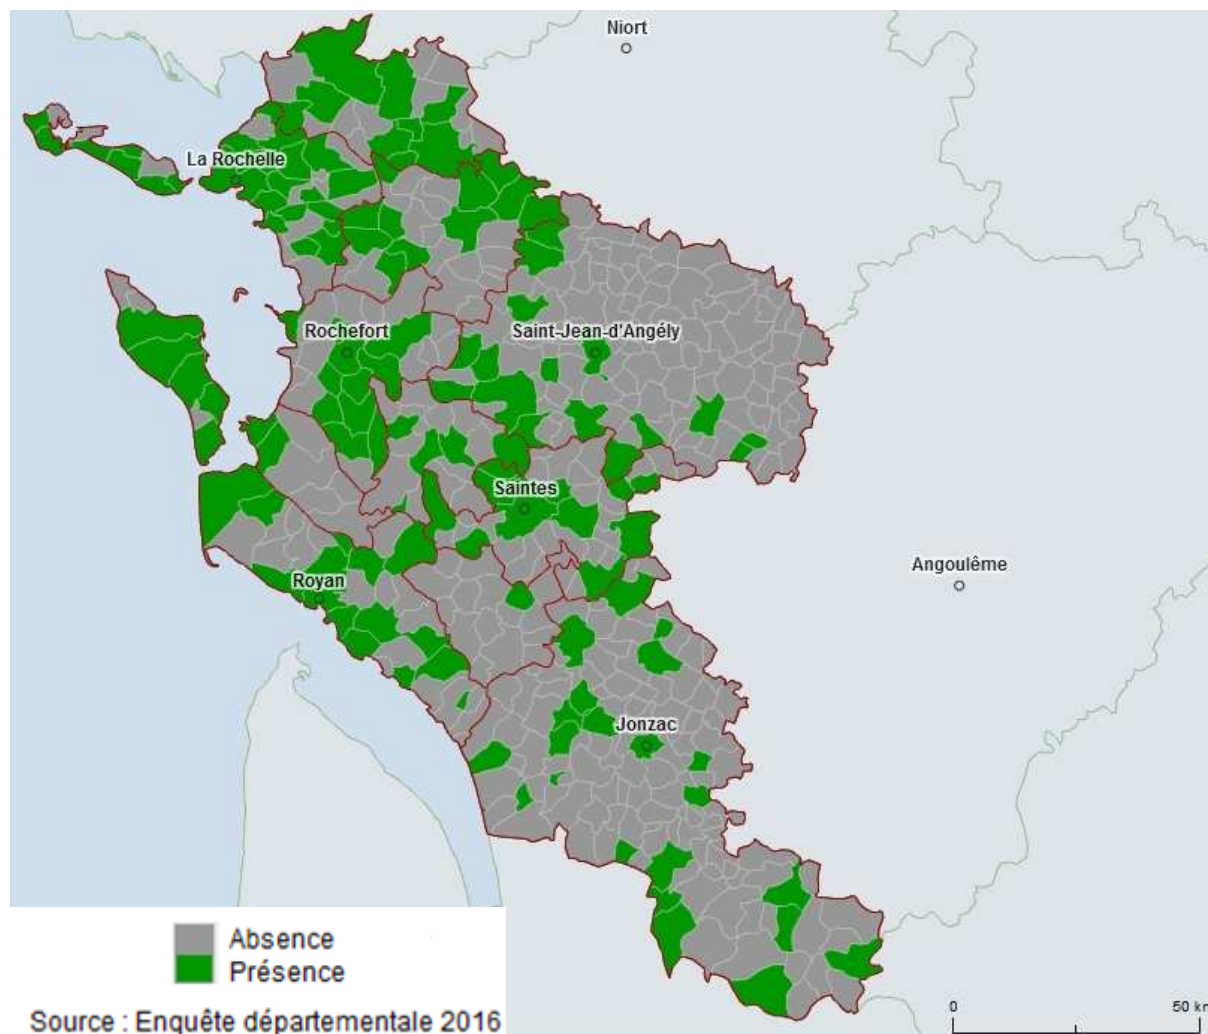 Niort
La Rochelle
Rochefort
Saint-Jean-d'Angély
Saintes
Angoulême
Royan
Jonzac
Absence
Présence
Source : Enquête départementale 2016
0 50 km